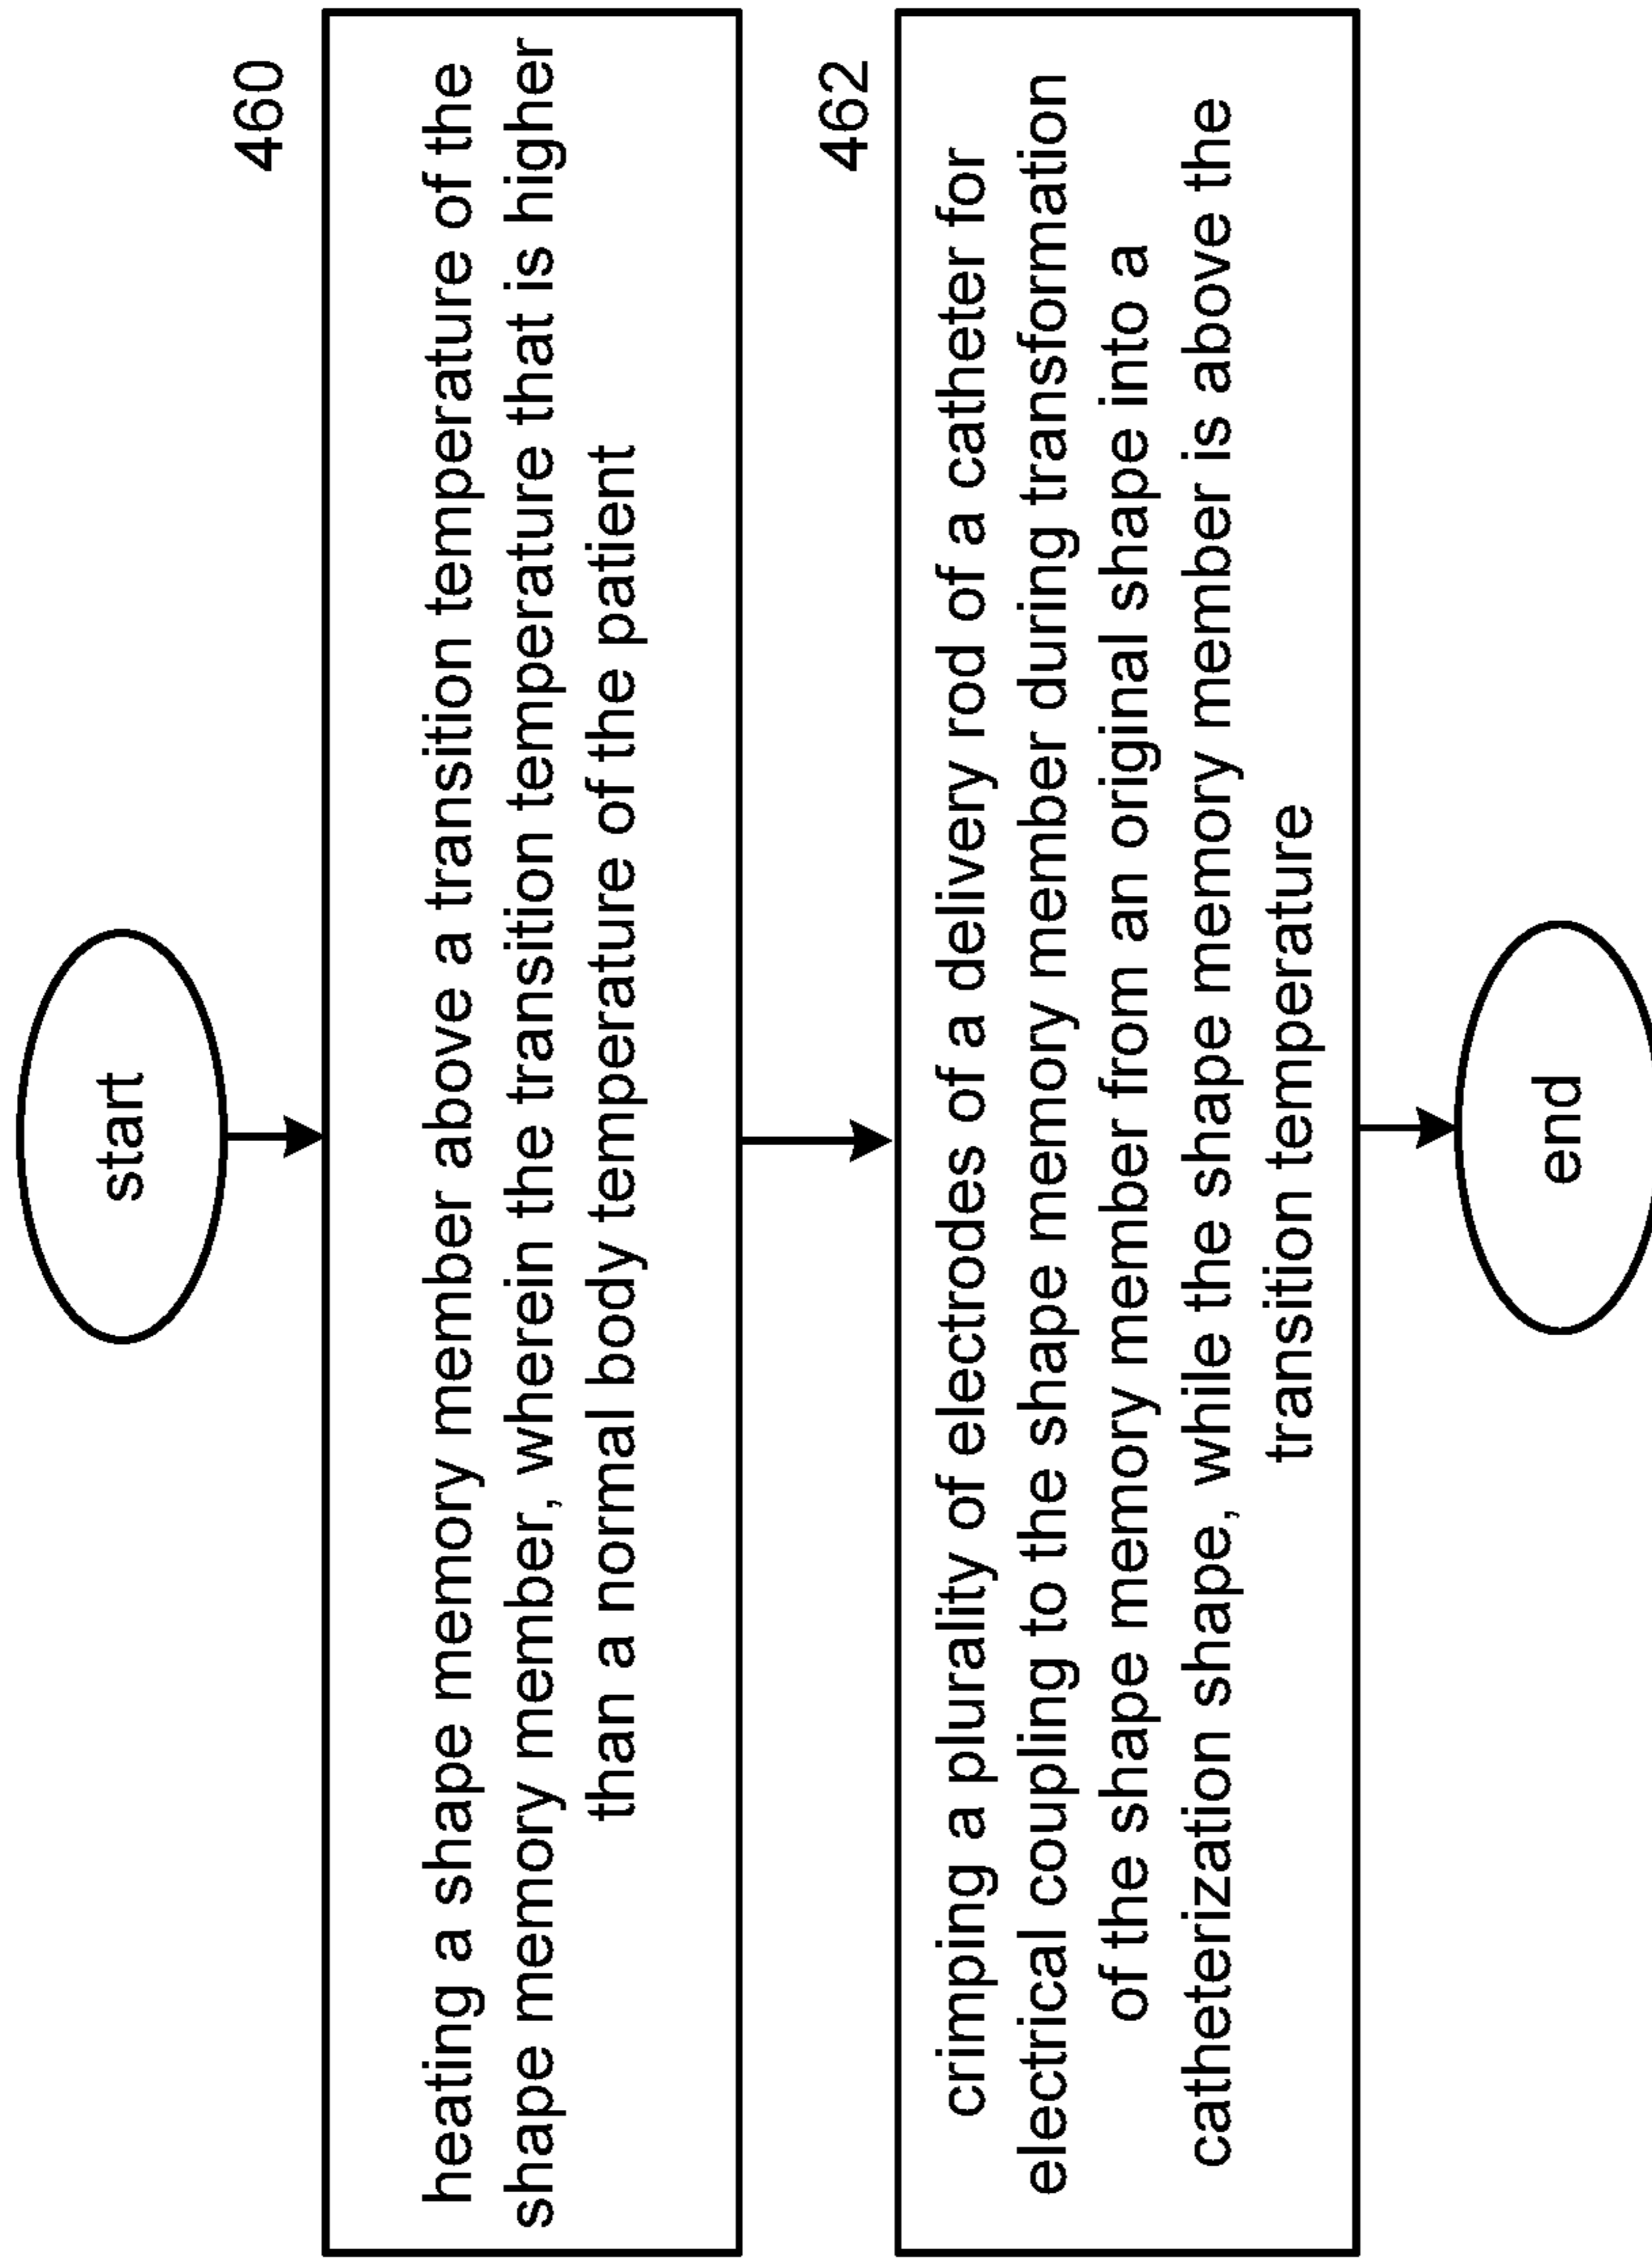 start
460
heating a shape memory member above a transition temperature of the
shape memory member, wherein the transition temperature that is higher
than a normal body temperature of the patient
462
crimping a plurality of electrodes of a delivery rod of a catheter for
electrical coupling to the shape memory member during transformation
of the shape memory member from an original shape into a
catheterization shape, while the shape memory member is above the
transition temperature
end